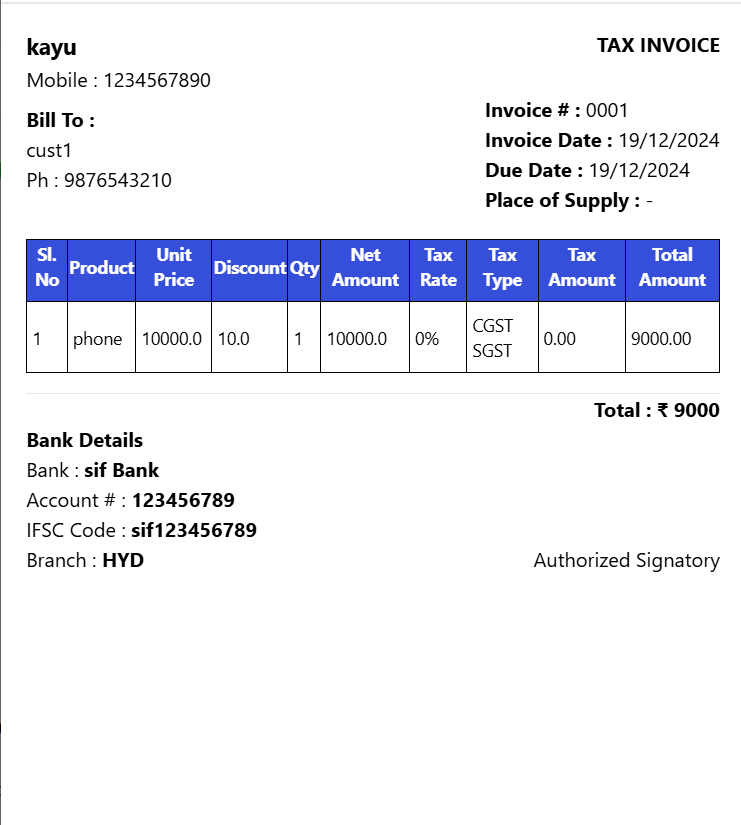 kayu
TAX INVOICE
Mobile : 1234567890
Bill To :
cust1
Ph : 9876543210
Invoice # : 0001
Invoice Date : 19/12/2024
Due Date : 19/12/2024
Place of Supply : -
Sl. No Product Unit Price Discount Qty Net Amount Tax Rate Tax Type Tax Amount Total Amount
1 phone 10000.0 10.0 1 10000.0 0% CGST SGST 0.00 9000.00
Total : ₹ 9000
Bank Details
Bank : sif Bank
Account # : 123456789
IFSC Code : sif123456789
Branch : HYD
Authorized Signatory